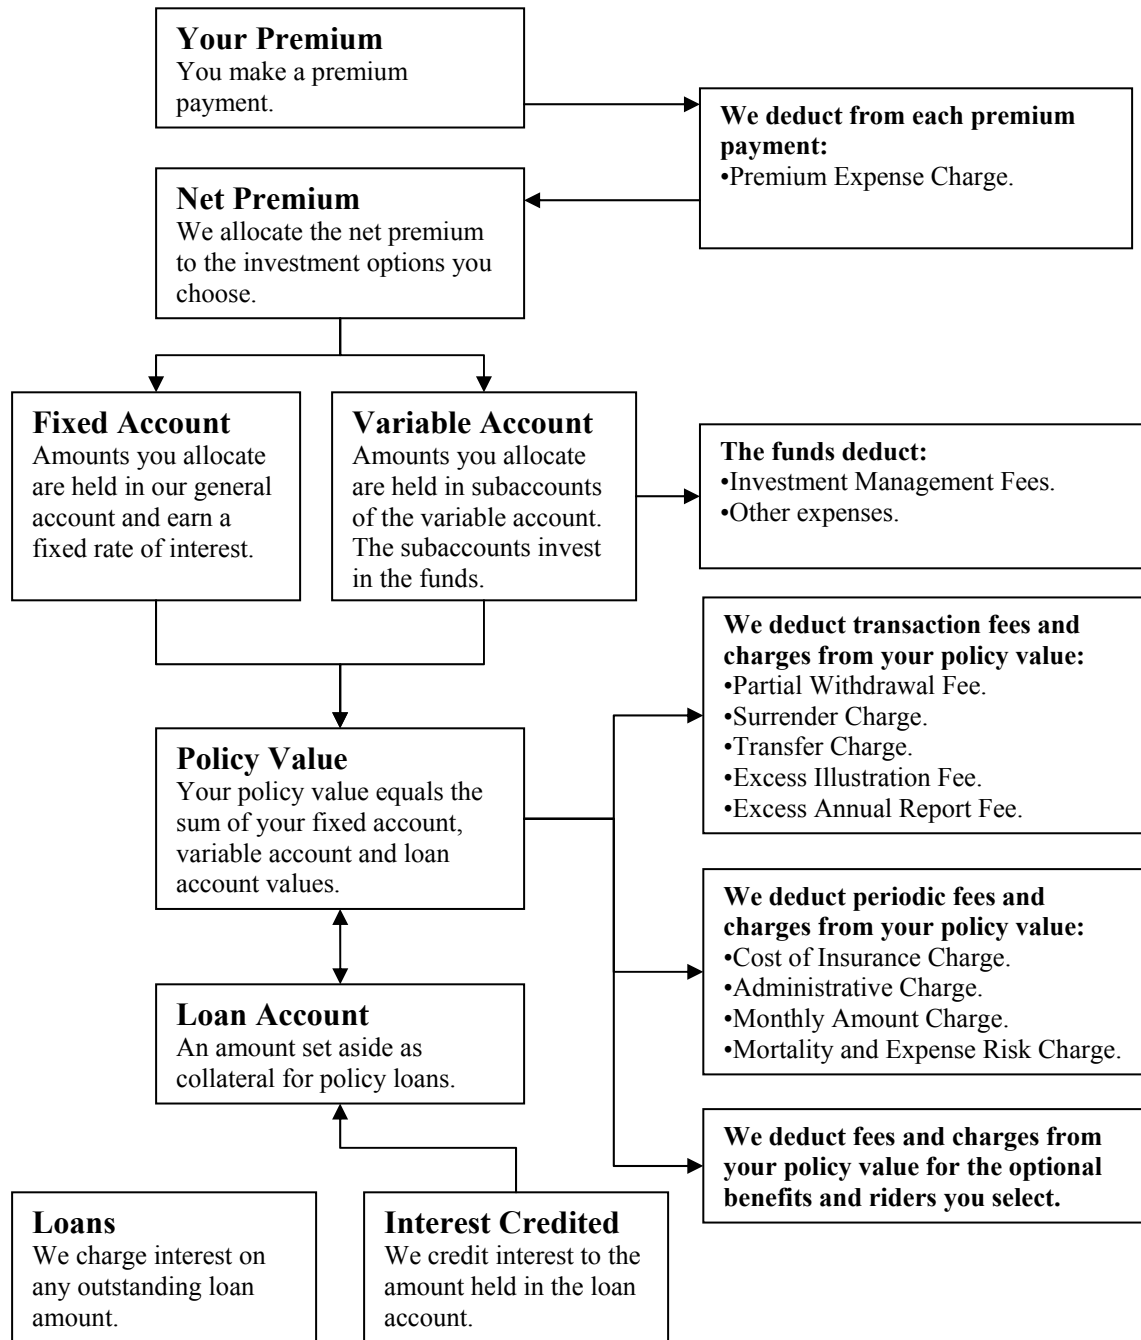 Your Premium
You make a premium
payment.
We deduct from each premium
payment:
•Premium Expense Charge.
Net Premium
We allocate the net premium
to the investment options you
choose.
Fixed Account
Amounts you allocate
are held in our general
account and earn a
fixed rate of interest.
Variable Account
Amounts you allocate
are held in subaccounts
of the variable account.
The subaccounts invest
in the funds.
The funds deduct:
•Investment Management Fees.
•Other expenses.
We deduct transaction fees and
charges from your policy value:
•Partial Withdrawal Fee.
•Surrender Charge.
•Transfer Charge.
•Excess Illustration Fee.
•Excess Annual Report Fee.
Policy Value
Your policy value equals the
sum of your fixed account,
variable account and loan
account values.
We deduct periodic fees and
charges from your policy value:
•Cost of Insurance Charge.
•Administrative Charge.
•Monthly Amount Charge.
•Mortality and Expense Risk Charge.
Loan Account
An amount set aside as
collateral for policy loans.
We deduct fees and charges from
your policy value for the optional
benefits and riders you select.
Loans
We charge interest on
any outstanding loan
amount.
Interest Credited
We credit interest to the
amount held in the loan
account.